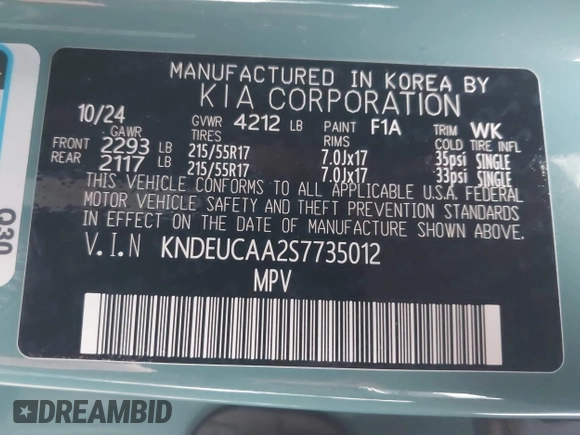 MANUFACTURED IN KOREA BY
KIA CORPORATION
10/24 GVWR 4212 LB PAINT F1A TRIM WK
GAWR TIRES RIMS COLD TIRE INFL
FRONT 2293 LB 215/55R17 7.0Jx17 35psi SINGLE
REAR 2117 LB 215/55R17 7.0Jx17 33psi SINGLE
THIS VEHICLE CONFORMS TO ALL APPLICABLE U.S.A. FEDERAL
MOTOR VEHICLE SAFETY AND THEFT PREVENTION STANDARDS
IN EFFECT ON THE DATE OF MANUFACTURE SHOWN ABOVE.
V.I.N KNDEUCAA2S7735012
MPV
Q30
DREAMBID